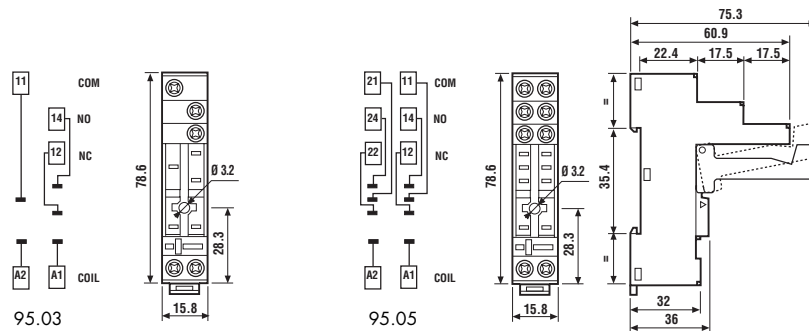 75.3
60.9
22.4 17.5 17.5
11 COM
14 NO
12 NC
78.6
Ø 3.2
28.3
A2 A1 COIL
15.8
95.03
21 11 COM
24 14 NO
22 12 NC
78.6
Ø 3.2
28.3
A2 A1 COIL
15.8
95.05
=
35.4
=
32
36